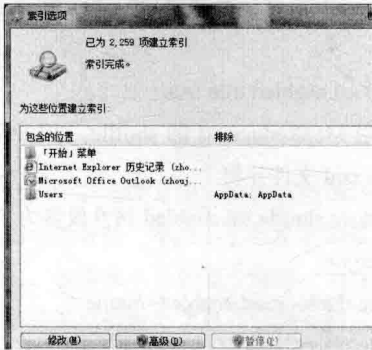 索引选项
已为 2,259 项建立索引
索引完成。
为这些位置建立索引:
包含的位置 排除
「开始」菜单
Internet Explorer 历史记录 (zho...
Microsoft Office Outlook (zhouj...
Users AppData; AppData
修改(M) 高级(D) 暂停(P)